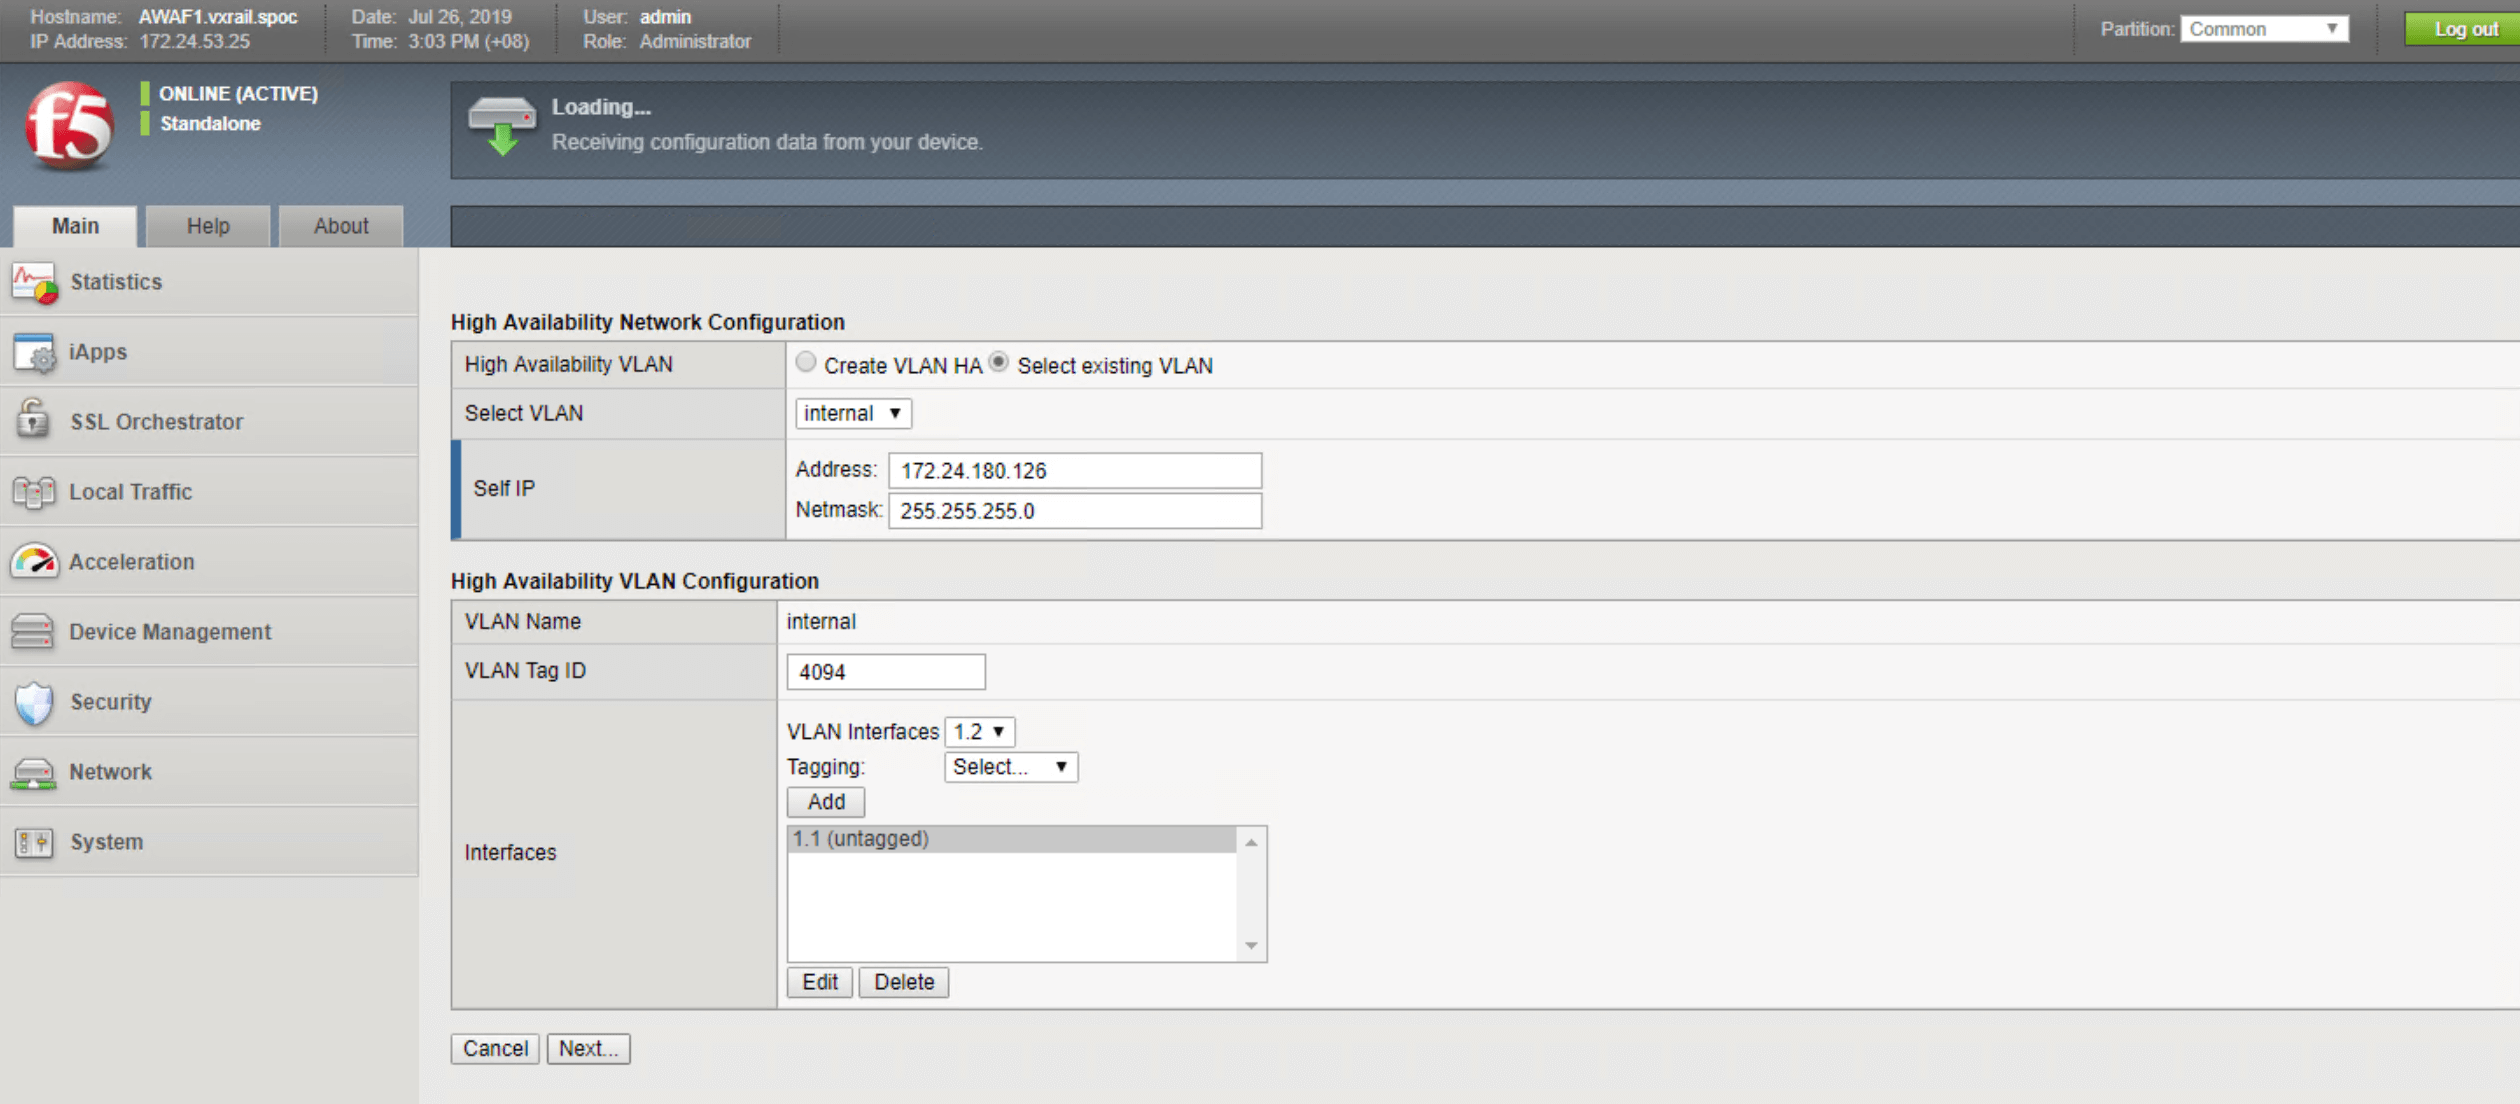 Hostname: AWAF1.vxrail.spoc Date: Jul 26, 2019 User: admin
IP Address: 172.24.53.25 Time: 3:03 PM (+08) Role: Administrator
Partition: Common
Log out
f5
ONLINE (ACTIVE)
Standalone
Loading...
Receiving configuration data from your device.
Main Help About
Statistics
iApps
SSL Orchestrator
Local Traffic
Acceleration
Device Management
Security
Network
System
High Availability Network Configuration
High Availability VLAN Create VLAN HA Select existing VLAN
Select VLAN internal
Self IP
Address: 172.24.180.126
Netmask: 255.255.255.0
High Availability VLAN Configuration
VLAN Name internal
VLAN Tag ID 4094
Interfaces
VLAN Interfaces 1.2
Tagging: Select...
Add
1.1 (untagged)
Edit Delete
Cancel Next...